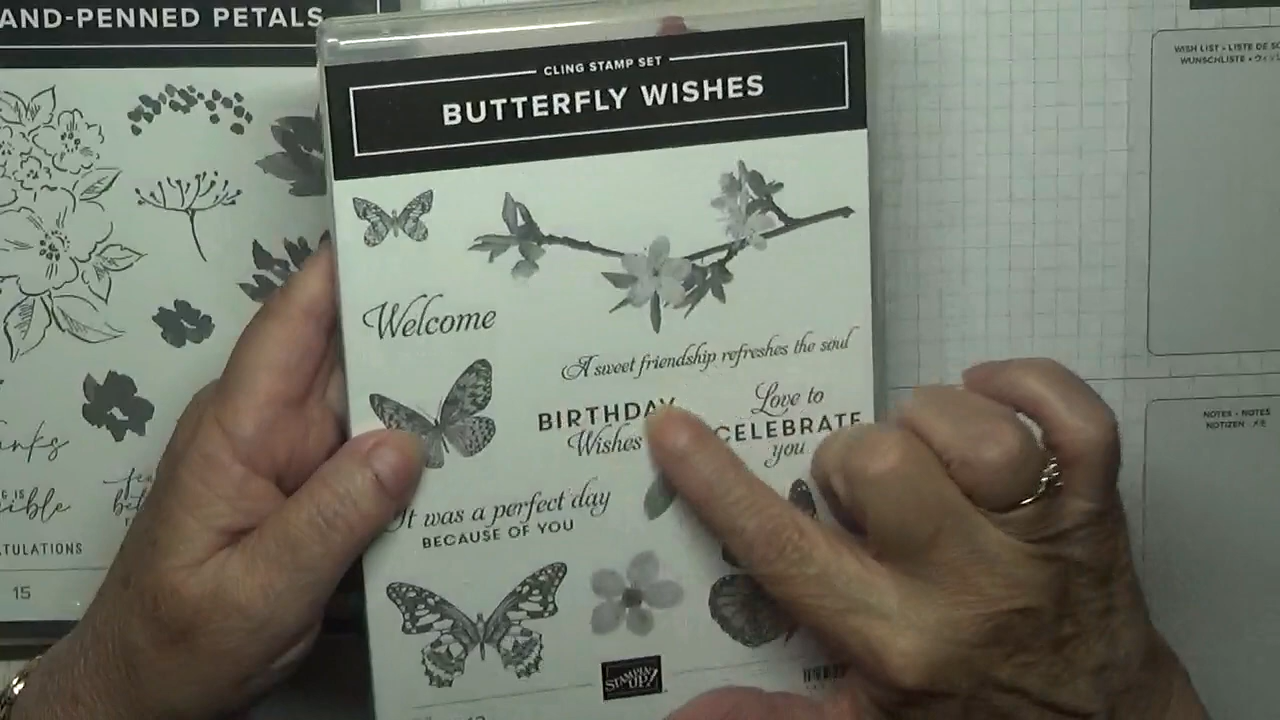 AND-PENNED PETALS
CLING STAMP SET
BUTTERFLY WISHES
Welcome
A sweet friendship refreshes the soul
BIRTHDAY
Wishes
Love to
CELEBRATE
you
It was a perfect day
BECAUSE OF YOU
STAMPIN' UP!
15
WISH LIST • LISTE DE
WUNSCHLISTE •
NOTES • NOTES
NOTIZEN